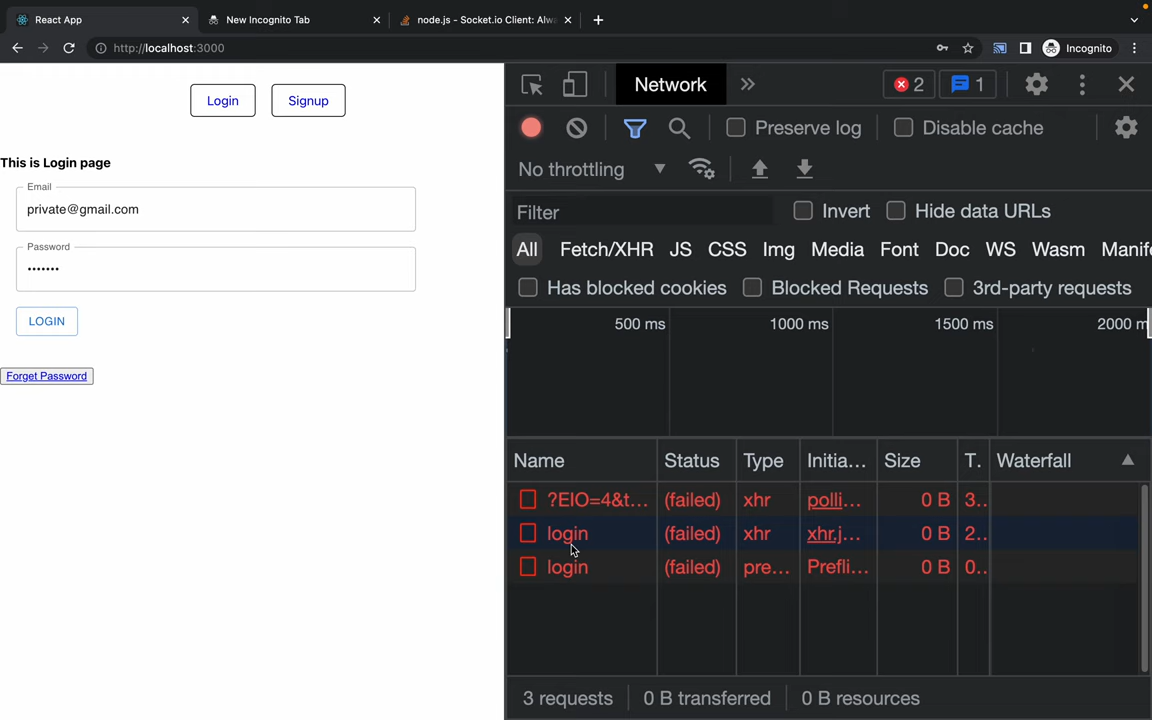 React App
New Incognito Tab
node.js - Socket.io Client: Alwa
http://localhost:3000
Incognito
Login
Signup
This is Login page
Email
private@gmail.com
Password
•••••••
LOGIN
Forget Password
Network
2
1
Preserve log
Disable cache
No throttling
Filter
Invert
Hide data URLs
All Fetch/XHR JS CSS Img Media Font Doc WS Wasm Manife
Has blocked cookies
Blocked Requests
3rd-party requests
500 ms
1000 ms
1500 ms
2000 m
Name Status Type Initia... Size T. Waterfall
?EIO=4&t... (failed) xhr polli... 0 B 3..
login (failed) xhr xhr.j... 0 B 2..
login (failed) pre... Prefli... 0 B 0..
3 requests 0 B transferred 0 B resources